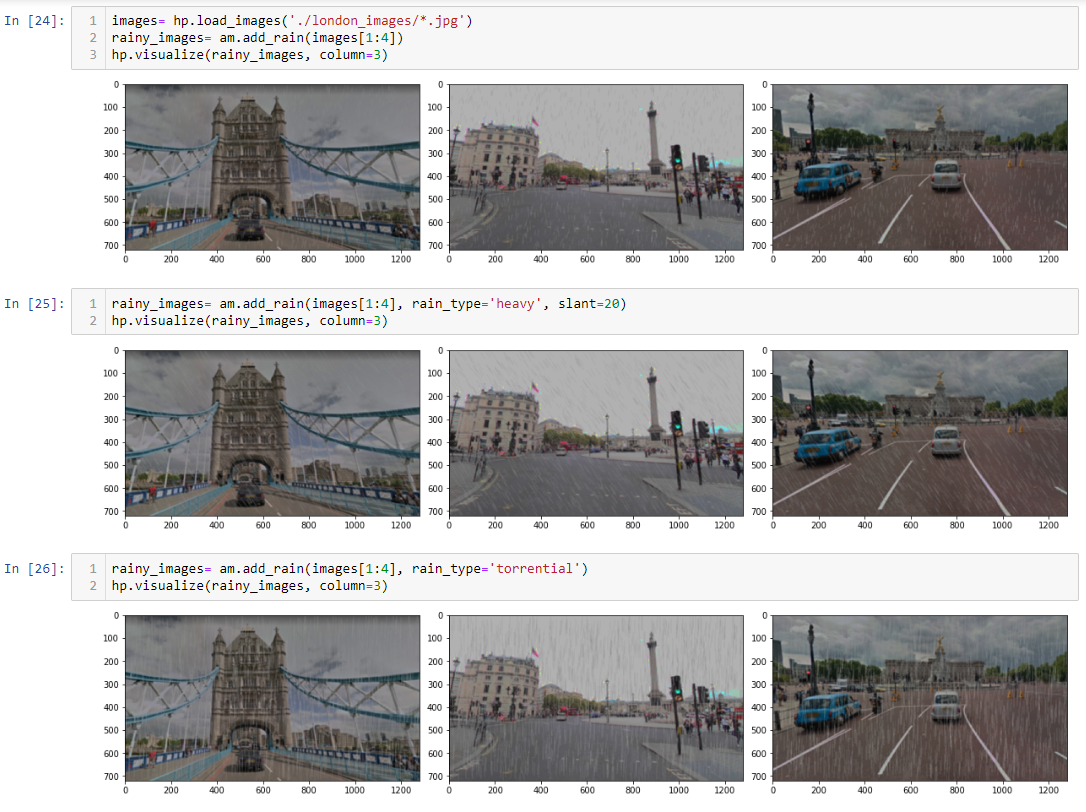 In [24]:
1 images= hp.load_images('./london_images/*.jpg')
2 rainy_images= am.add_rain(images[1:4])
3 hp.visualize(rainy_images, column=3)
0 0 0
100 100 100
200 200 200
300 300 300
400 400 400
500 500 500
600 600 600
700 700 700
0 200 400 600 800 1000 1200 0 200 400 600 800 1000 1200 0 200 400 600 800 1000 1200
In [25]:
1 rainy_images= am.add_rain(images[1:4], rain_type='heavy', slant=20)
2 hp.visualize(rainy_images, column=3)
0 0 0
100 100 100
200 200 200
300 300 300
400 400 400
500 500 500
600 600 600
700 700 700
0 200 400 600 800 1000 1200 0 200 400 600 800 1000 1200 0 200 400 600 800 1000 1200
In [26]:
1 rainy_images= am.add_rain(images[1:4], rain_type='torrential')
2 hp.visualize(rainy_images, column=3)
0 0 0
100 100 100
200 200 200
300 300 300
400 400 400
500 500 500
600 600 600
700 700 700
0 200 400 600 800 1000 1200 0 200 400 600 800 1000 1200 0 200 400 600 800 1000 1200